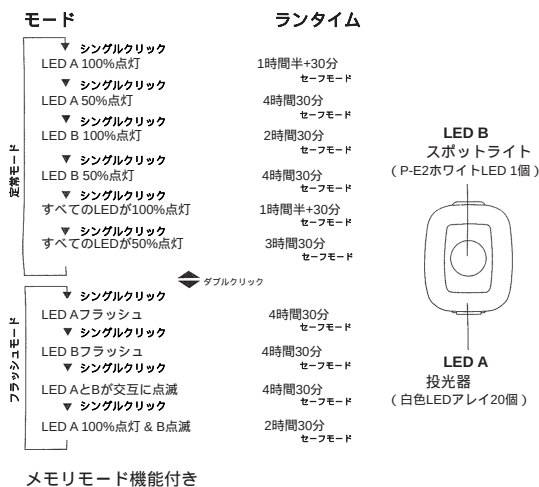 モード
ランタイム
シングルクリック
LED A 100%点灯
1時間半+30分
セーフモード
シングルクリック
LED A 50%点灯
4時間30分
セーフモード
シングルクリック
LED B 100%点灯
2時間30分
セーフモード
シングルクリック
LED B 50%点灯
4時間30分
セーフモード
シングルクリック
すべてのLEDが100%点灯
1時間半+30分
セーフモード
シングルクリック
すべてのLEDが50%点灯
3時間30分
セーフモード
定常モード
ダブルクリック
シングルクリック
LED Aフラッシュ
4時間30分
セーフモード
シングルクリック
LED Bフラッシュ
4時間30分
セーフモード
シングルクリック
LED AとBが交互に点滅
4時間30分
セーフモード
シングルクリック
LED A 100%点灯 & B点滅
2時間30分
セーフモード
フラッシュモード
メモリモード機能付き
LED B
スポットライト
(P-E2ホワイトLED 1個)
LED A
投光器
(白色LEDアレイ20個)